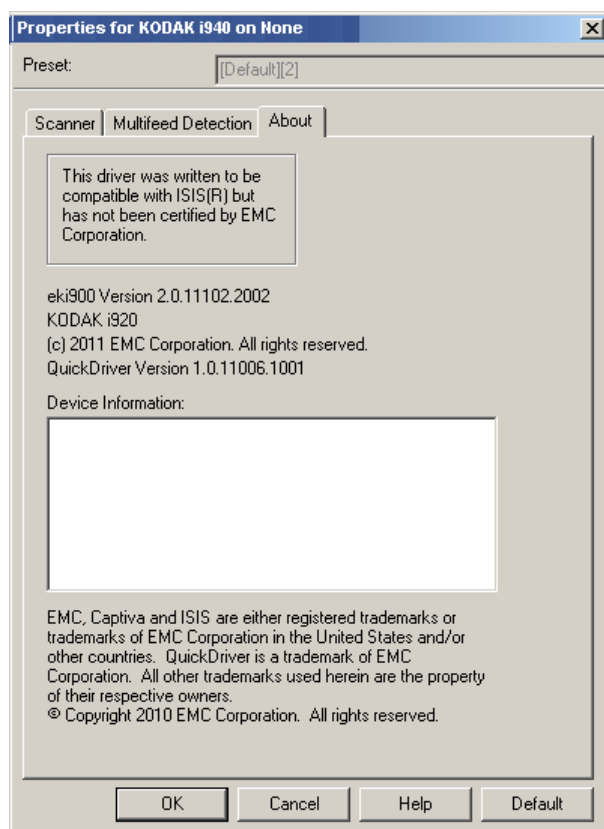 Properties for KODAK i940 on None
Preset:
[Default][2]
Scanner
Multifeed Detection
About
This driver was written to be
compatible with ISIS(R) but
has not been certified by EMC
Corporation.
eki900 Version 2.0.11102.2002
KODAK i920
(c) 2011 EMC Corporation. All rights reserved.
QuickDriver Version 1.0.11006.1001
Device Information:
EMC, Captiva and ISIS are either registered trademarks or
trademarks of EMC Corporation in the United States and/or
other countries. QuickDriver is a trademark of EMC
Corporation. All other trademarks used herein are the property
of their respective owners.
© Copyright 2010 EMC Corporation. All rights reserved.
OK
Cancel
Help
Default